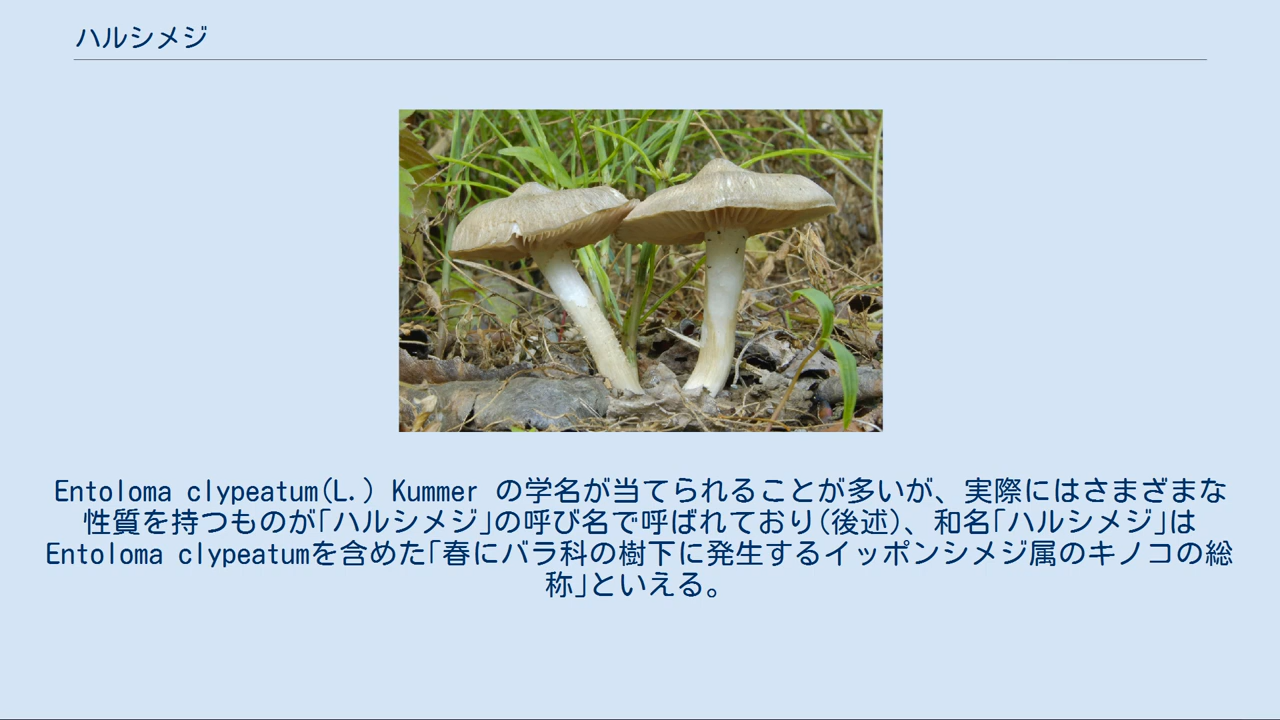 ハルシメジ
Entoloma clypeatum(L.) Kummer の学名が当てられることが多いが、実際にはさまざまな
性質を持つものが｢ハルシメジ｣の呼び名で呼ばれており(後述)、和名｢ハルシメジ｣は
Entoloma clypeatumを含めた｢春にバラ科の樹下に発生するイッポンシメジ属のキノコの総
称｣といえる。